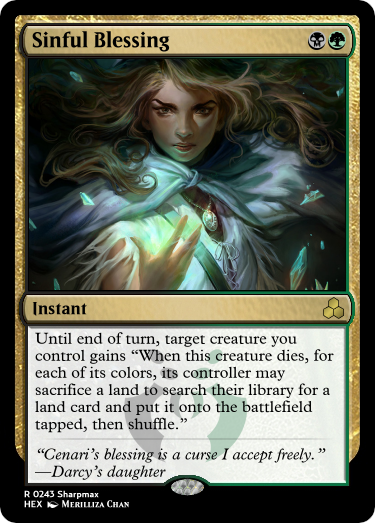 Sinful Blessing
Instant
Until end of turn, target creature you
control gains “When this creature dies, for
each of its colors, its controller may
sacrifice a land to search their library for a
land card and put it onto the battlefield
tapped, then shuffle.”
“Cenari's blessing is a curse I accept freely.”
—Darcy's daughter
R 0243 Sharpmax
HEX Merilliza Chan